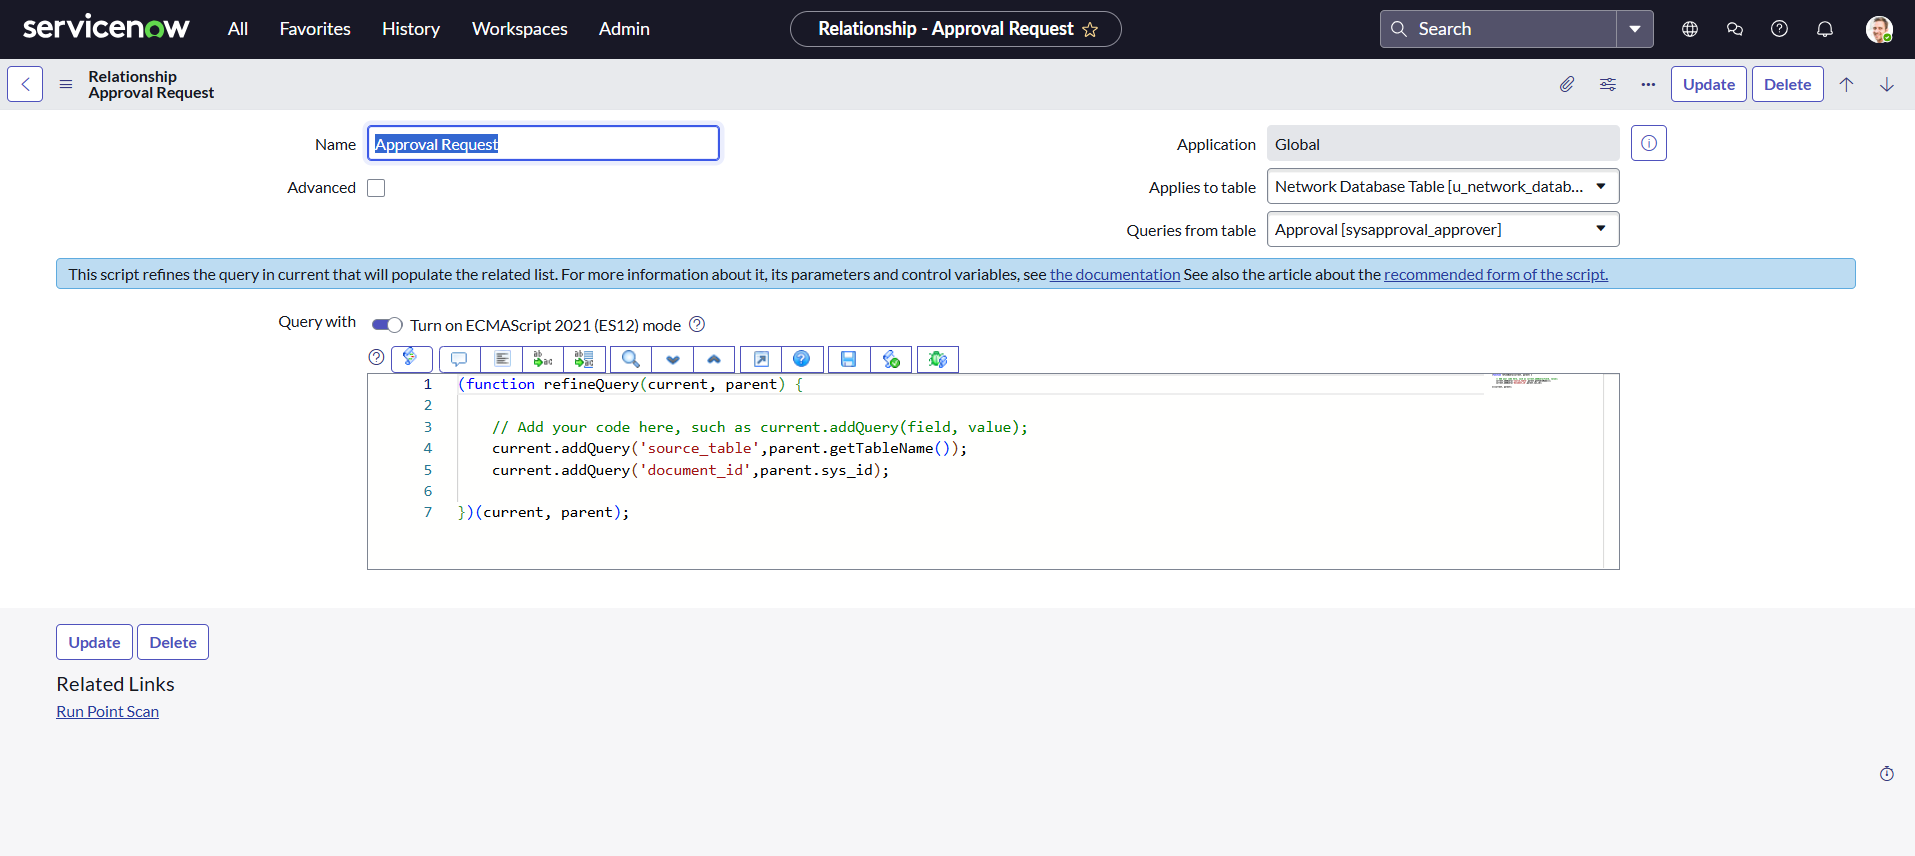 servicenow All Favorites History Workspaces Admin Relationship - Approval Request Search
Relationship
Approval Request
Update Delete
Name Approval Request Application Global
Advanced Applies to table Network Database Table [u_network_datab...
Queries from table Approval [sysapproval_approver]
This script refines the query in current that will populate the related list. For more information about it, its parameters and control variables, see the documentation See also the article about the recommended form of the script.
Query with Turn on ECMAScript 2021 (ES12) mode
1 (function refineQuery(current, parent) {
2
3 // Add your code here, such as current.addQuery(field, value);
4 current.addQuery('source_table',parent.getTableName());
5 current.addQuery('document_id',parent.sys_id);
6
7 })(current, parent);
Update Delete
Related Links
Run Point Scan